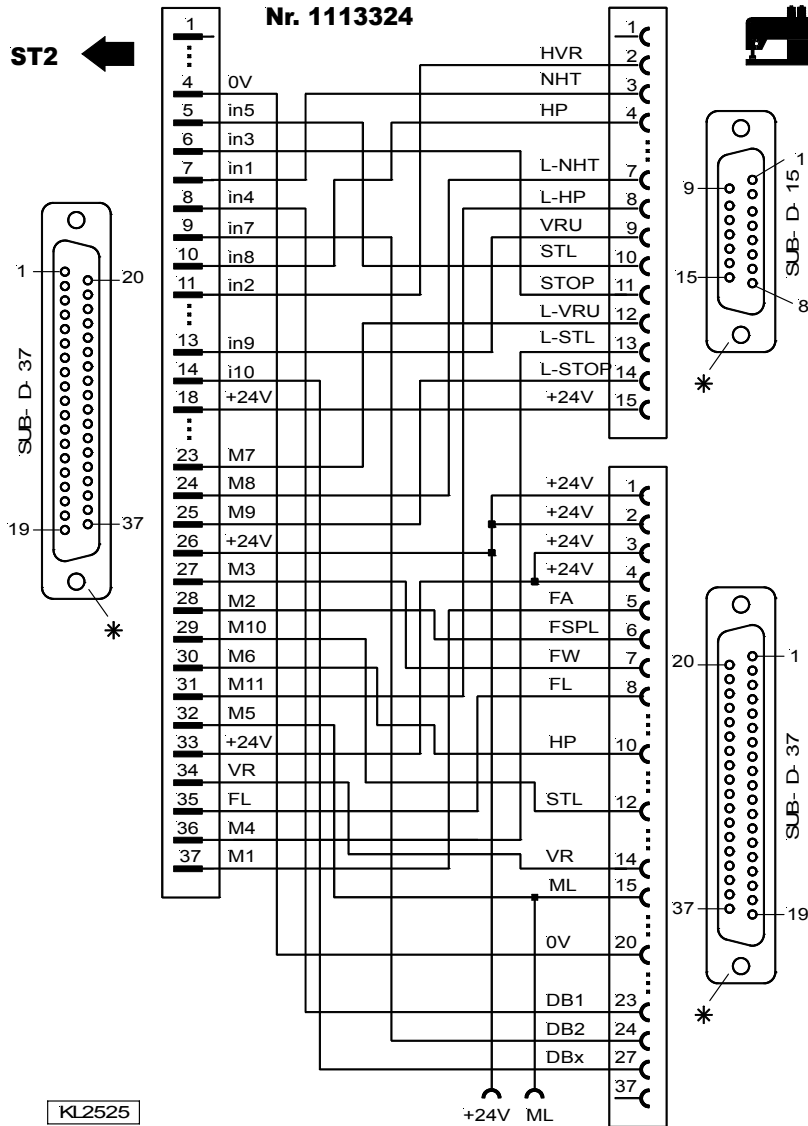 Nr. 1113324
ST2
1
4 0V
5 in5
6 in3
7 in1
8 in4
9 in7
10 in8
11 in2
13 in9
14 i10
18 +24V
23 M7
24 M8
25 M9
26 +24V
27 M3
28 M2
29 M10
30 M6
31 M11
32 M5
33 +24V
34 VR
35 FL
36 M4
37 M1
1
HVR 2
NHT 3
HP 4
L-NHT 7
L-HP 8
VRU 9
STL 10
STOP 11
L-VRU 12
L-STL 13
L-STOP 14
+24V 15
+24V 1
+24V 2
+24V 3
+24V 4
FA 5
FSPL 6
FW 7
FL 8
HP 10
STL 12
VR 14
ML 15
0V 20
DB1 23
DB2 24
DBx 27
37
+24V ML
1 20
SUB-D-37
19 37
*
9 1
SUB-D-15
15 8
*
20 1
SUB-D-37
37 19
*
KL2525